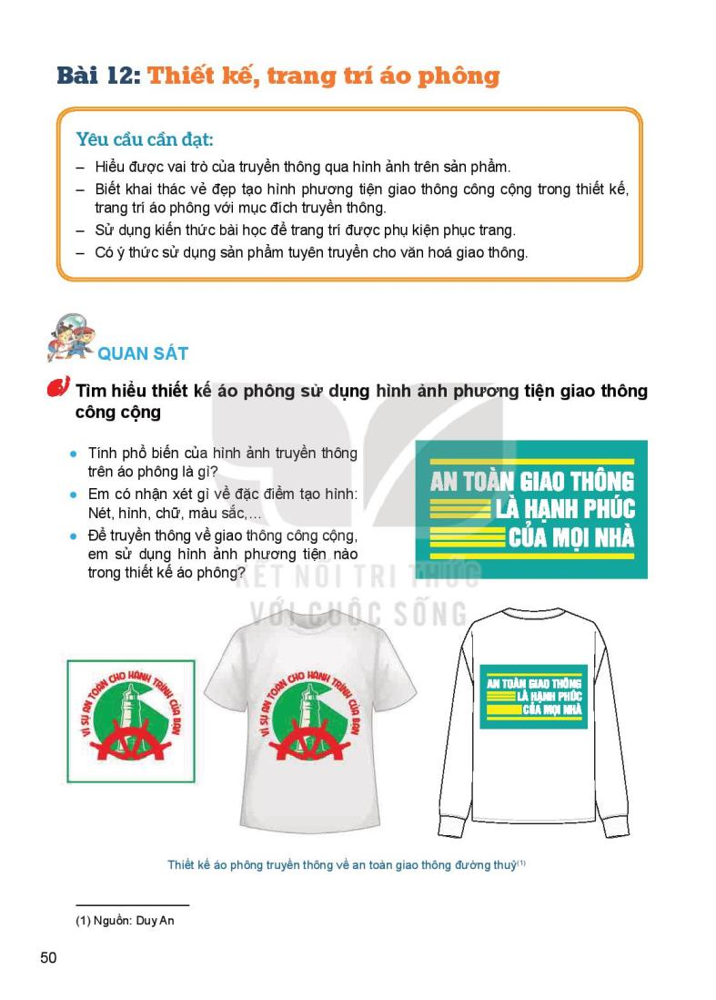 Bài 12: Thiết kế, trang trí áo phông
Yêu cầu cần đạt:
– Hiểu được vai trò của truyền thông qua hình ảnh trên sản phẩm.
– Biết khai thác vẻ đẹp tạo hình phương tiện giao thông công cộng trong thiết kế,
trang trí áo phông với mục đích truyền thông.
– Sử dụng kiến thức bài học để trang trí được phụ kiện phục trang.
– Có ý thức sử dụng sản phẩm tuyên truyền cho văn hoá giao thông.
QUAN SÁT
Tìm hiểu thiết kế áo phông sử dụng hình ảnh phương tiện giao thông
công cộng
• Tính phổ biến của hình ảnh truyền thông
trên áo phông là gì?
• Em có nhận xét gì về đặc điểm tạo hình:
Nét, hình, chữ, màu sắc,...
• Để truyền thông về giao thông công cộng,
em sử dụng hình ảnh phương tiện nào
trong thiết kế áo phông?
AN TOÀN GIAO THÔNG
LÀ HẠNH PHÚC
CỦA MỌI NHÀ
KẾT NỐI TRI THỨC
VỚI CUỘC SỐNG
VÌ SỰ AN TOÀN CHO HÀNH TRÌNH CỦA BẠN
VÌ SỰ AN TOÀN CHO HÀNH TRÌNH CỦA BẠN
AN TOÀN GIAO THÔNG
LÀ HẠNH PHÚC
CỦA MỌI NHÀ
Thiết kế áo phông truyền thông về an toàn giao thông đường thuỷ(1)
(1) Nguồn: Duy An
50